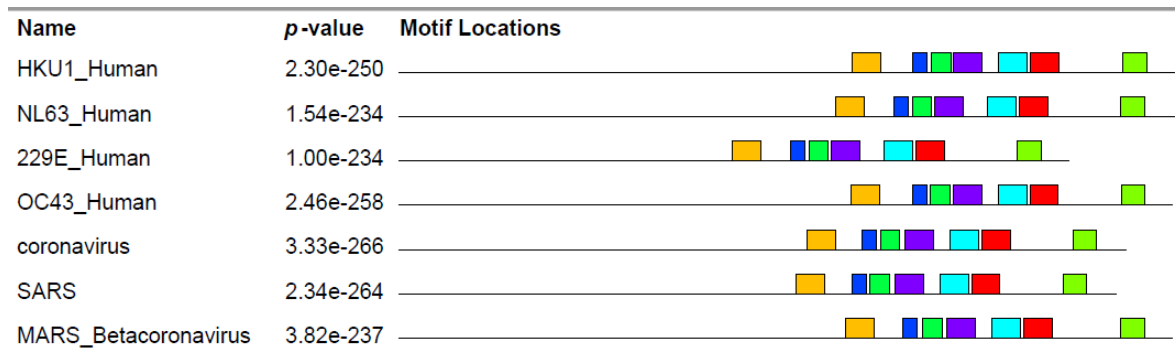 Name p-value Motif Locations
HKU1_Human 2.30e-250
NL63_Human 1.54e-234
229E_Human 1.00e-234
OC43_Human 2.46e-258
coronavirus 3.33e-266
SARS 2.34e-264
MARS_Betacoronavirus 3.82e-237